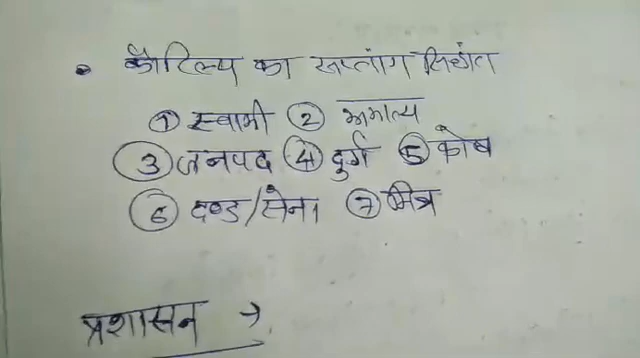 • कौटिल्य का सप्तांग सिद्धांत
① स्वामी ② अमात्य
③ जनपद ④ दुर्ग ⑤ कोष
⑥ दण्ड/सेना ⑦ मित्र
प्रशासन →